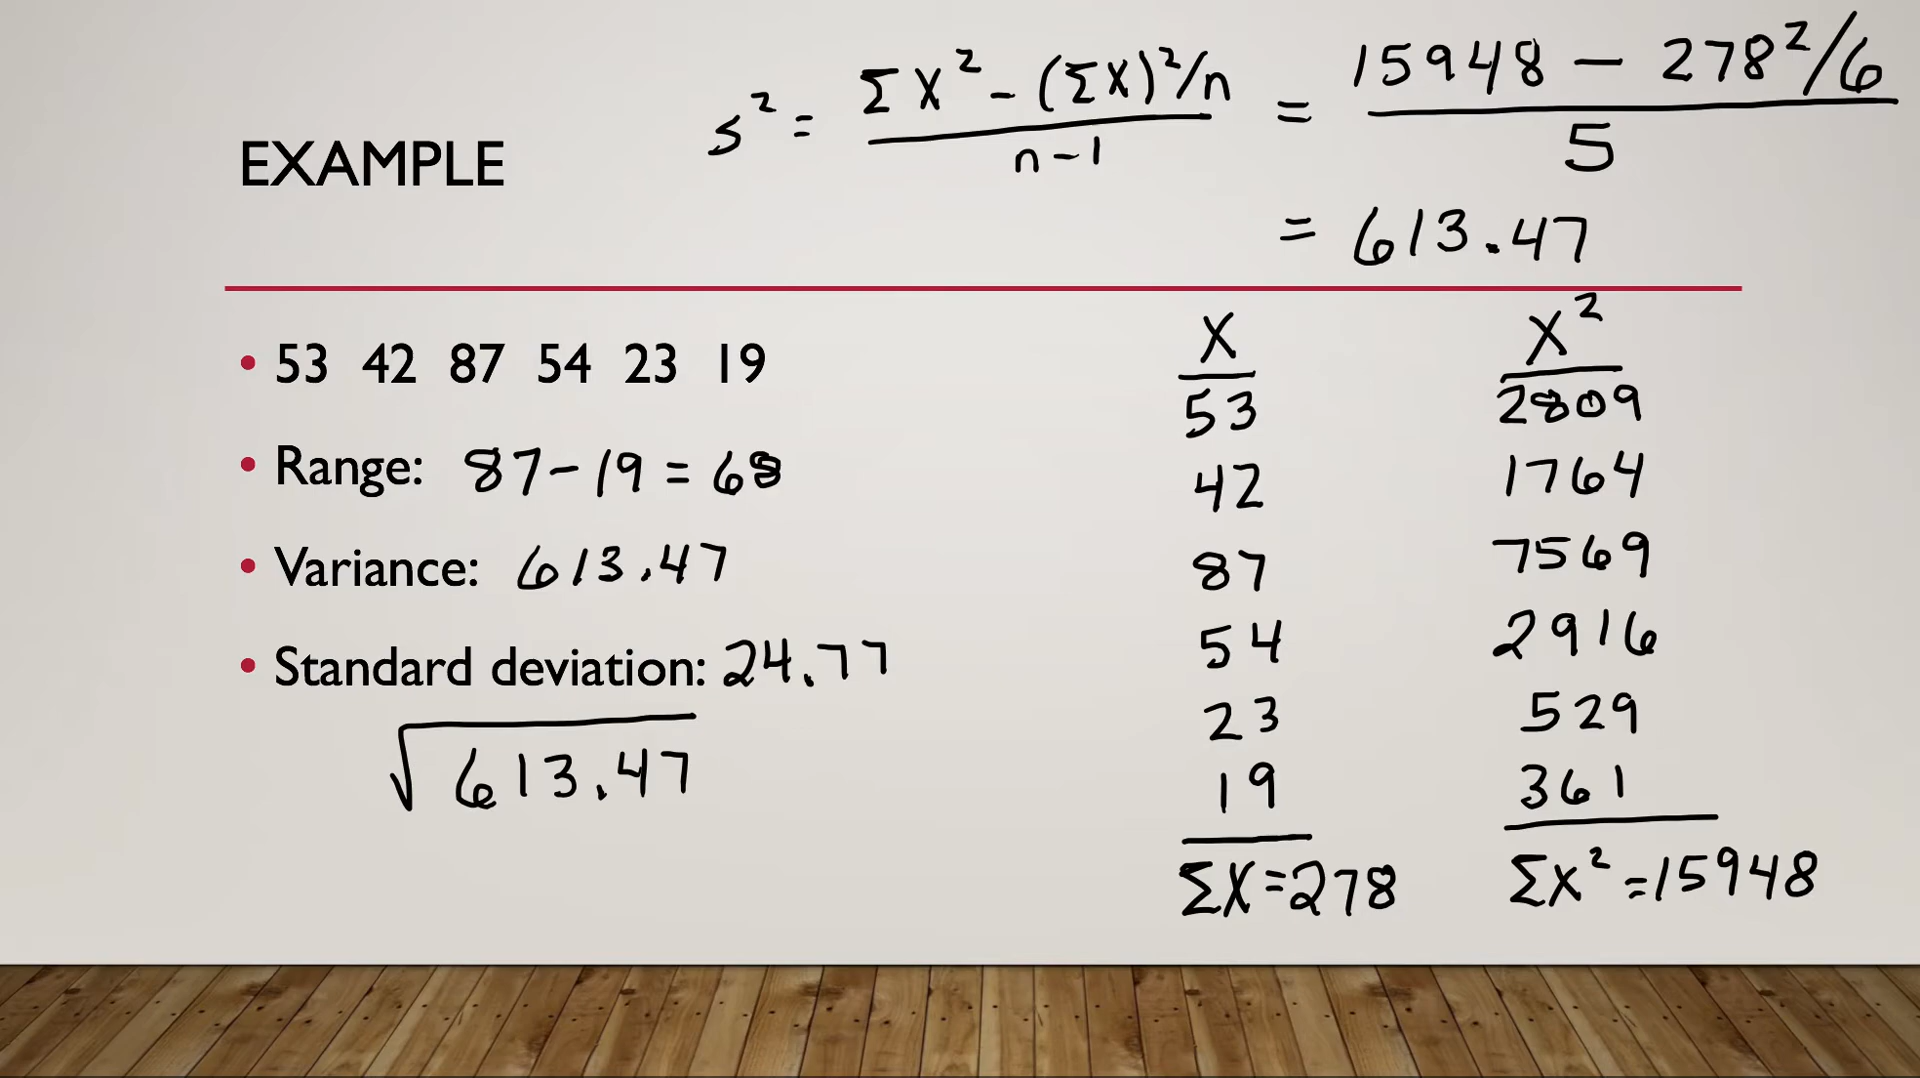 s² = ΣX² - (ΣX)²/n / n-1 = 15948 - 278²/6 / 5
= 613.47
EXAMPLE
• 53 42 87 54 23 19
• Range: 87-19 = 68
• Variance: 613.47
• Standard deviation: 24.77
√613.47
X X²
53 2809
42 1764
87 7569
54 2916
23 529
19 361
ΣX=278 ΣX²=15948